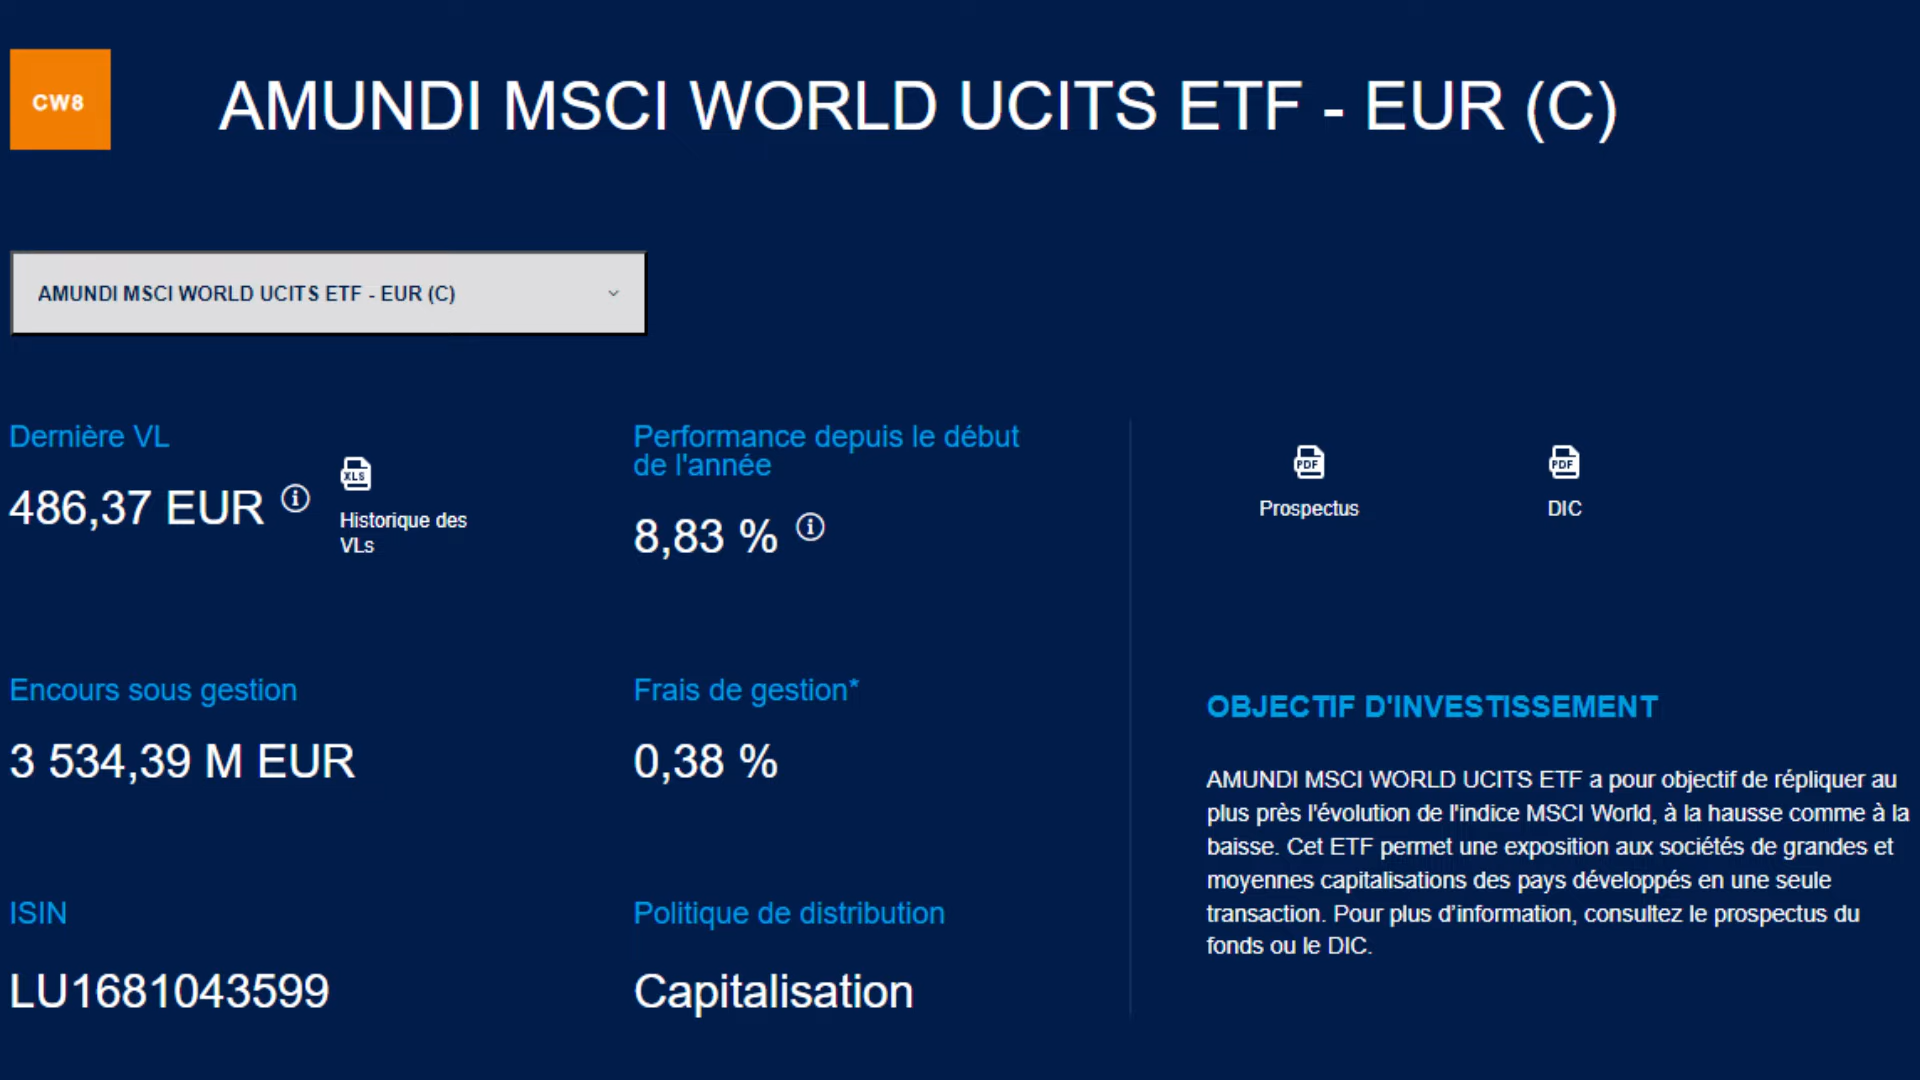 CW8
AMUNDI MSCI WORLD UCITS ETF - EUR (C)
AMUNDI MSCI WORLD UCITS ETF - EUR (C)
Dernière VL
486,37 EUR
XLS
Historique des
VLs
Performance depuis le début
de l'année
8,83 %
PDF
Prospectus
PDF
DIC
Encours sous gestion
3 534,39 M EUR
Frais de gestion*
0,38 %
ISIN
LU1681043599
Politique de distribution
Capitalisation
OBJECTIF D'INVESTISSEMENT
AMUNDI MSCI WORLD UCITS ETF a pour objectif de répliquer au
plus près l'évolution de l'indice MSCI World, à la hausse comme à la
baisse. Cet ETF permet une exposition aux sociétés de grandes et
moyennes capitalisations des pays développés en une seule
transaction. Pour plus d’information, consultez le prospectus du
fonds ou le DIC.